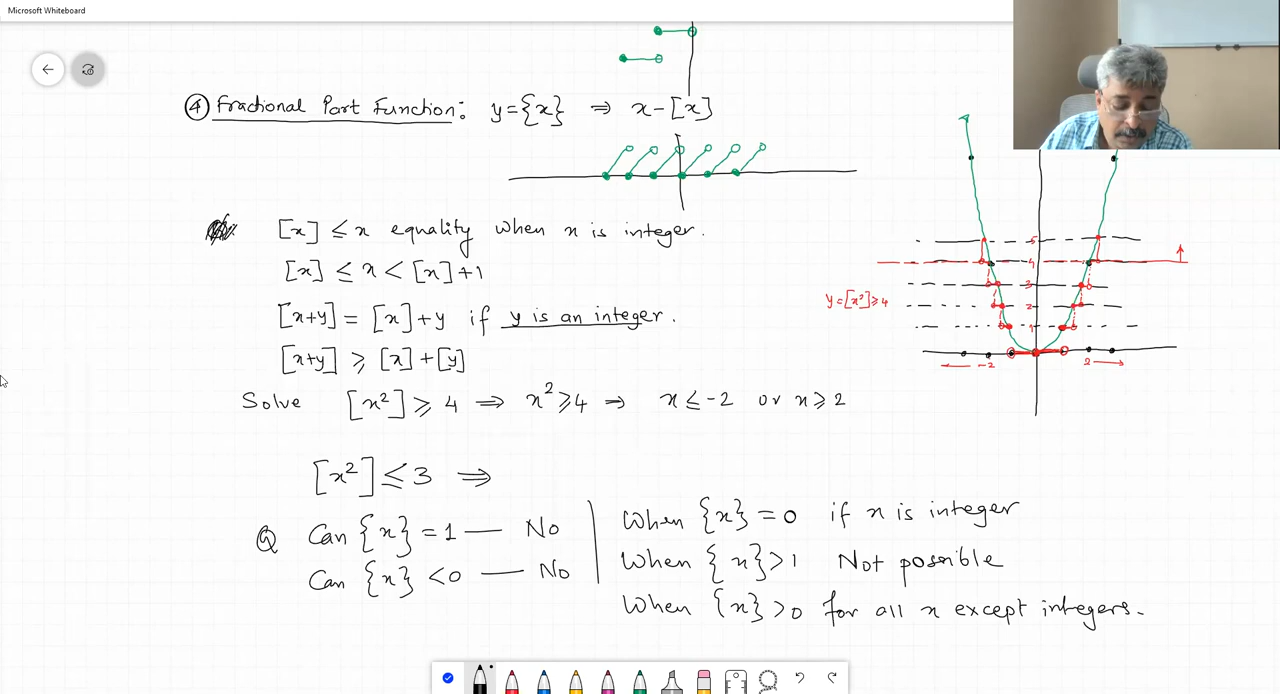 Microsoft Whiteboard
④ Fractional Part Function: y={x} ⇒ x-[x]
[x] ≤ x equality when x is integer.
[x] ≤ x < [x]+1
[x+y] = [x]+y if y is an integer.
[x+y] ⩾ [x]+[y]
Solve [x²] ⩾ 4 ⇒ x² ⩾ 4 ⇒ x ≤ -2 or x ⩾ 2
[x²] ≤ 3 ⇒
Q Can {x} = 1 — No
Can {x} < 0 — No
When {x} = 0 if x is integer
When {x} > 1 Not possible
When {x} > 0 for all x except integers.
5
4
3
y=[x²]⩾4
2
1
-2 2